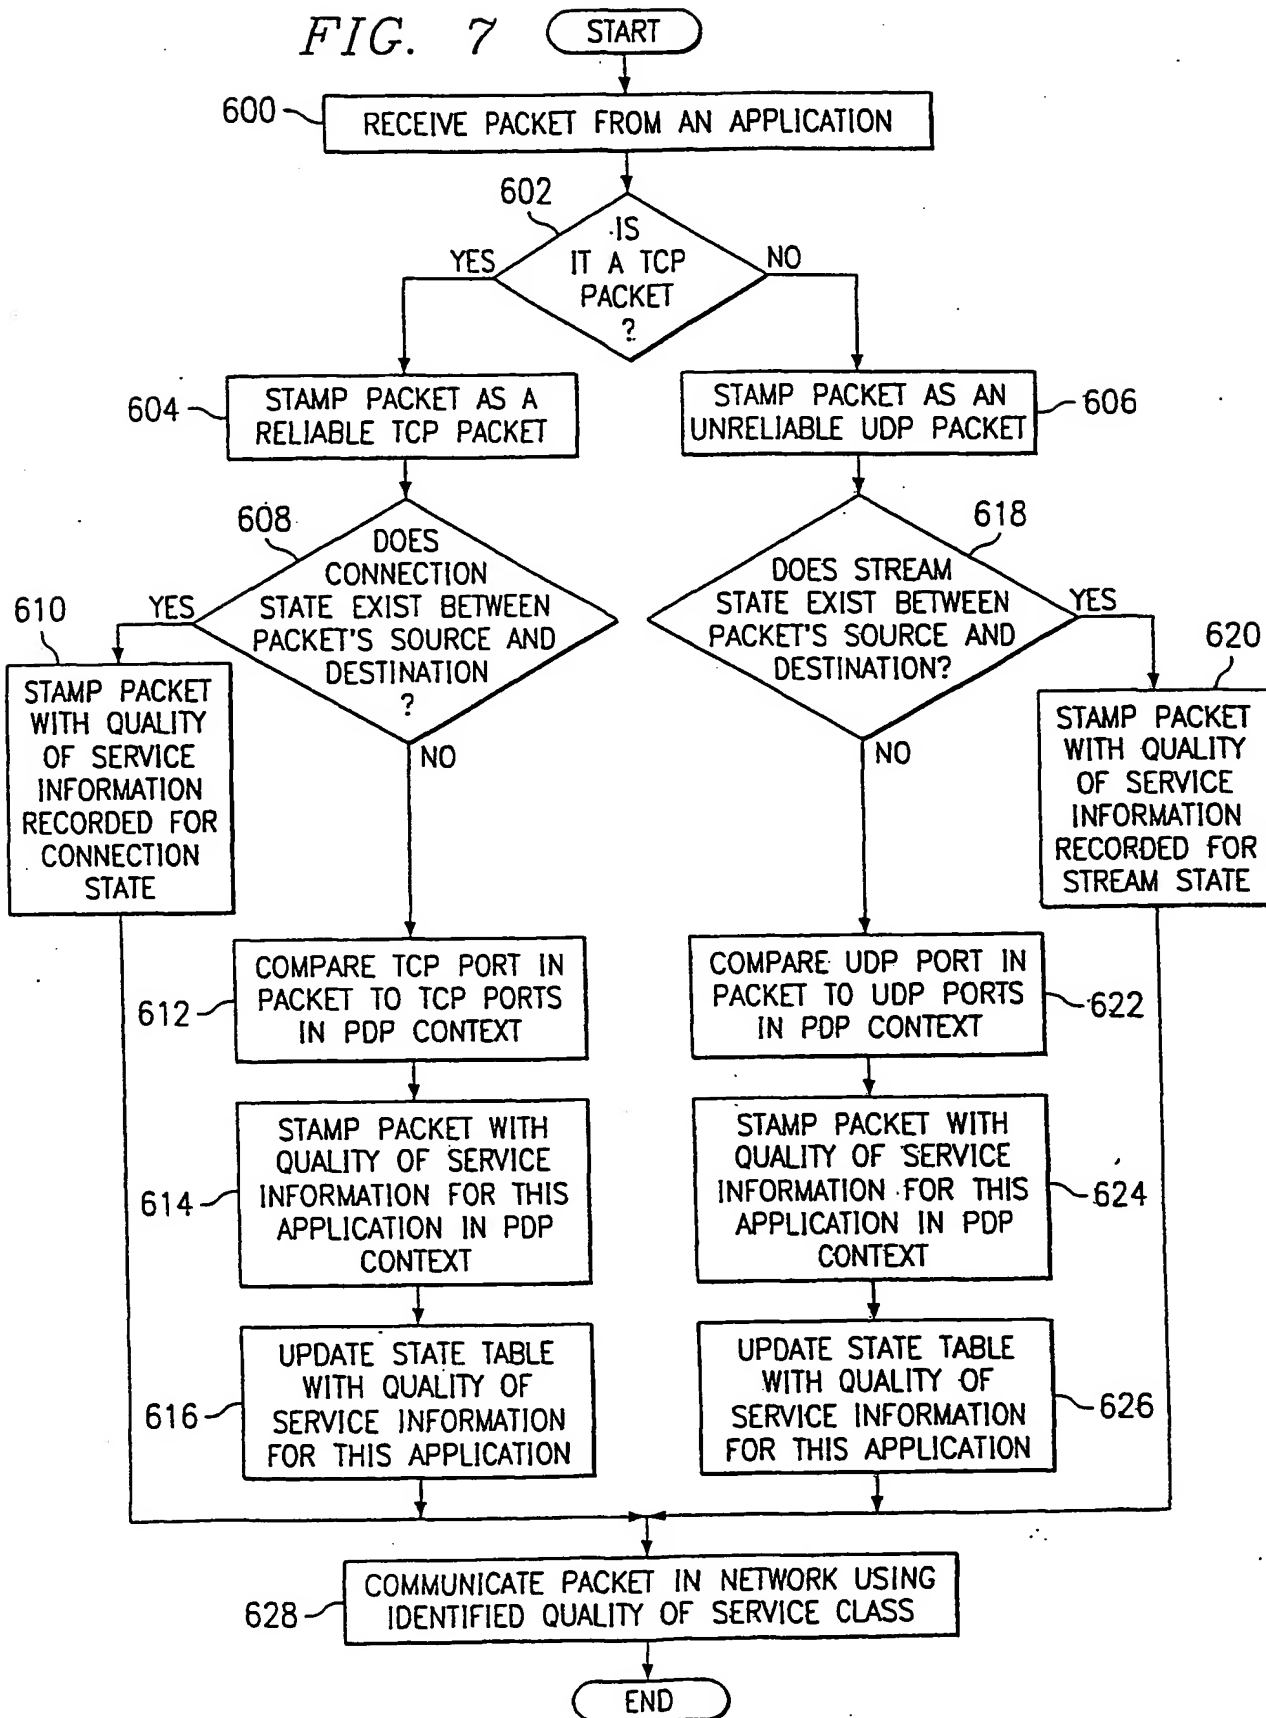 FIG. 7
START
600
RECEIVE PACKET FROM AN APPLICATION
602
IS
IT A TCP
PACKET
?
YES
NO
604
STAMP PACKET AS A
RELIABLE TCP PACKET
STAMP PACKET AS AN
UNRELIABLE UDP PACKET
606
608
DOES
CONNECTION
STATE EXIST BETWEEN
PACKET'S SOURCE AND
DESTINATION
?
YES
NO
618
DOES STREAM
STATE EXIST BETWEEN
PACKET'S SOURCE AND
DESTINATION?
YES
NO
610
STAMP PACKET
WITH QUALITY
OF SERVICE
INFORMATION
RECORDED FOR
CONNECTION
STATE
620
STAMP PACKET
WITH QUALITY
OF SERVICE
INFORMATION
RECORDED FOR
STREAM STATE
612
COMPARE TCP PORT IN
PACKET TO TCP PORTS
IN PDP CONTEXT
COMPARE UDP PORT IN
PACKET TO UDP PORTS
IN PDP CONTEXT
622
614
STAMP PACKET WITH
QUALITY OF SERVICE
INFORMATION FOR THIS
APPLICATION IN PDP
CONTEXT
STAMP PACKET WITH
QUALITY OF SERVICE
INFORMATION FOR THIS
APPLICATION IN PDP
CONTEXT
624
616
UPDATE STATE TABLE
WITH QUALITY OF
SERVICE INFORMATION
FOR THIS APPLICATION
UPDATE STATE TABLE
WITH QUALITY OF
SERVICE INFORMATION
FOR THIS APPLICATION
626
628
COMMUNICATE PACKET IN NETWORK USING
IDENTIFIED QUALITY OF SERVICE CLASS
END